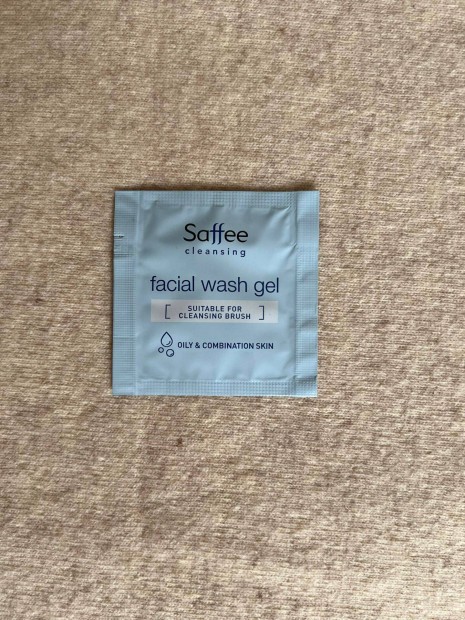 Saffee
cleansing
facial wash gel
[ SUITABLE FOR
CLEANSING BRUSH ]
OILY & COMBINATION SKIN